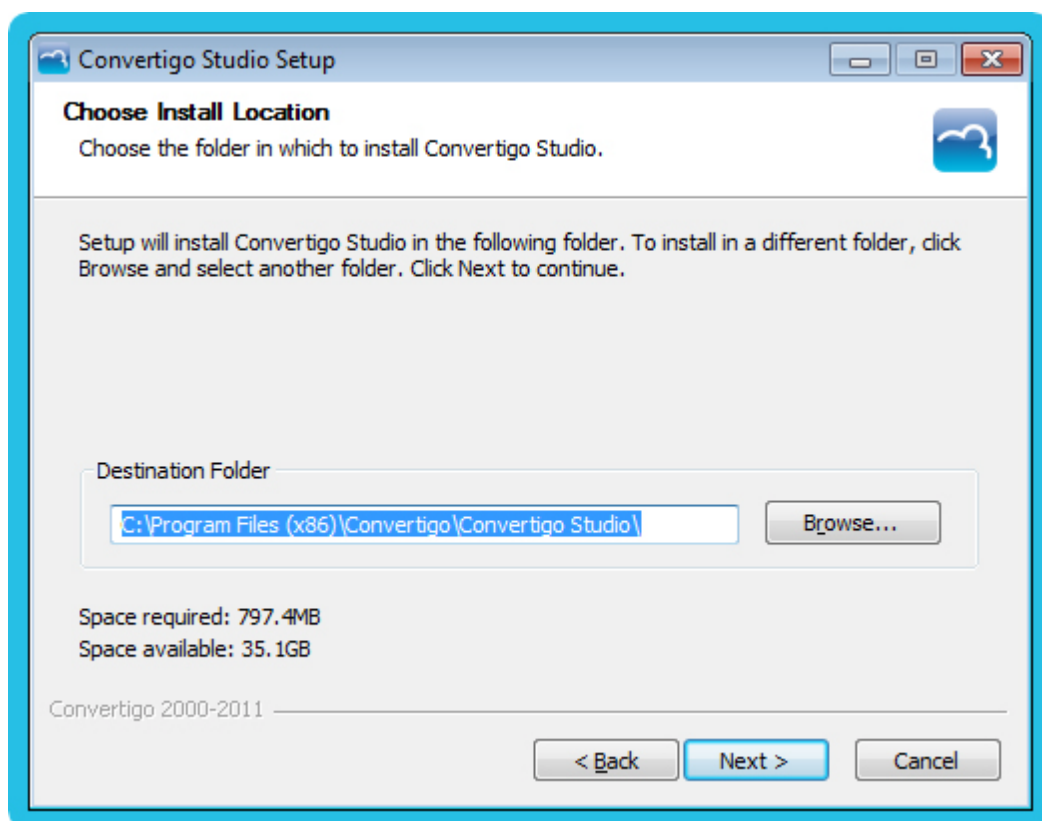 Convertigo Studio Setup
Choose Install Location
Choose the folder in which to install Convertigo Studio.
Setup will install Convertigo Studio in the following folder. To install in a different folder, click
Browse and select another folder. Click Next to continue.
Destination Folder
C:\Program Files (x86)\Convertigo\Convertigo Studio\
Browse...
Space required: 797.4MB
Space available: 35.1GB
Convertigo 2000-2011
< Back
Next >
Cancel